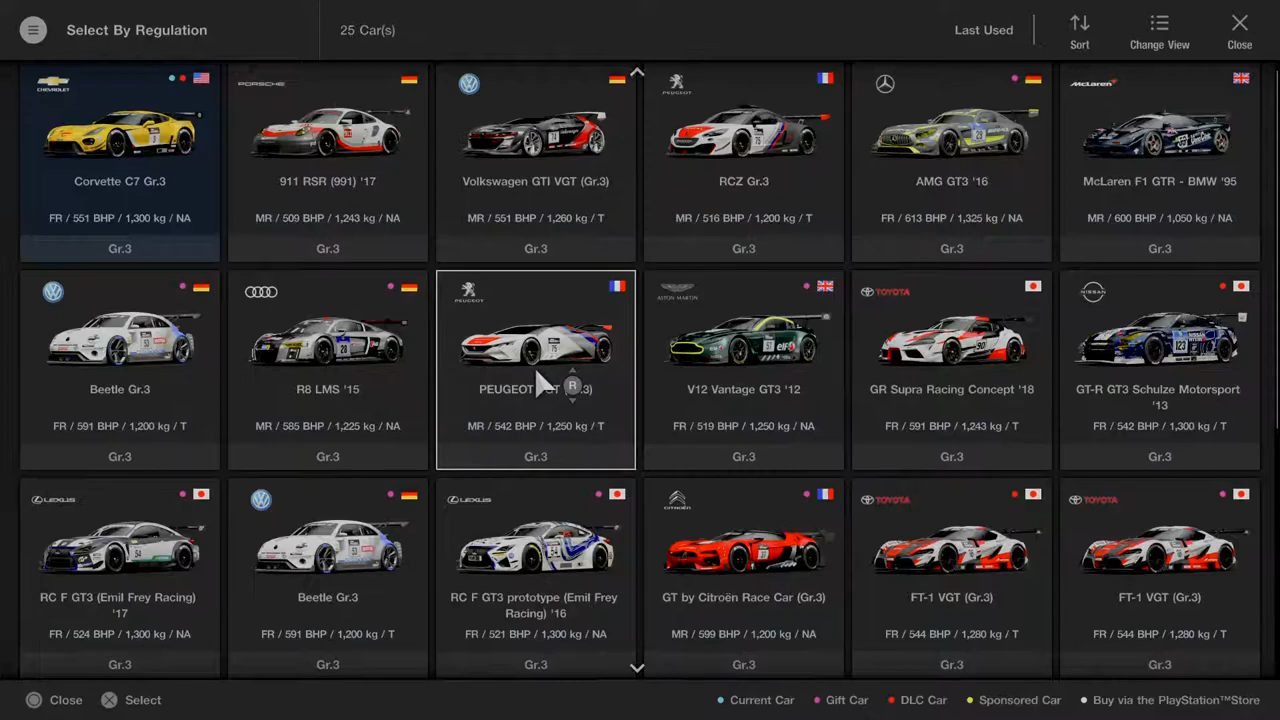 Select By Regulation
25 Car(s)
Last Used
Sort
Change View
Close
CHEVROLET
Corvette C7 Gr.3
FR / 551 BHP / 1,300 kg / NA
Gr.3
PORSCHE
911 RSR (991) '17
MR / 509 BHP / 1,243 kg / NA
Gr.3
Volkswagen GTI VGT (Gr.3)
MR / 551 BHP / 1,260 kg / T
Gr.3
PEUGEOT
RCZ Gr.3
MR / 516 BHP / 1,200 kg / T
Gr.3
AMG GT3 '16
FR / 613 BHP / 1,325 kg / NA
Gr.3
McLaren
McLaren F1 GTR - BMW '95
MR / 600 BHP / 1,050 kg / NA
Gr.3
Beetle Gr.3
FR / 591 BHP / 1,200 kg / T
Gr.3
R8 LMS '15
MR / 585 BHP / 1,225 kg / NA
Gr.3
PEUGEOT
PEUGEOT
R
MR / 542 BHP / 1,250 kg / T
Gr.3
ASTON MARTIN
V12 Vantage GT3 '12
FR / 519 BHP / 1,250 kg / NA
Gr.3
TOYOTA
GR Supra Racing Concept '18
FR / 591 BHP / 1,243 kg / T
Gr.3
NISSAN
GT-R GT3 Schulze Motorsport
'13
FR / 542 BHP / 1,300 kg / T
Gr.3
LEXUS
RC F GT3 (Emil Frey Racing)
'17
FR / 524 BHP / 1,300 kg / NA
Gr.3
Beetle Gr.3
FR / 591 BHP / 1,200 kg / T
Gr.3
LEXUS
RC F GT3 prototype (Emil Frey
Racing) '16
FR / 521 BHP / 1,300 kg / NA
Gr.3
CITROËN
GT by Citroën Race Car (Gr.3)
MR / 599 BHP / 1,200 kg / NA
Gr.3
TOYOTA
FT-1 VGT (Gr.3)
FR / 544 BHP / 1,280 kg / T
Gr.3
TOYOTA
FT-1 VGT (Gr.3)
FR / 544 BHP / 1,280 kg / T
Gr.3
Close
Select
Current Car
Gift Car
DLC Car
Sponsored Car
Buy via the PlayStation™Store